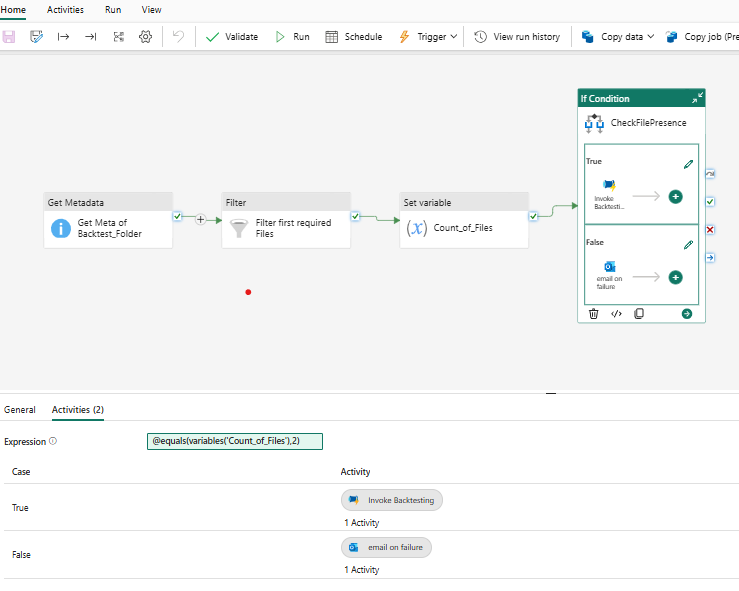 Home Activities Run View
Validate Run Schedule Trigger View run history Copy data Copy job (Pre
If Condition
CheckFilePresence
True
Invoke
Backtesti...
False
email on
failure
Get Metadata
Get Meta of
Backtest_Folder
Filter
Filter first required
Files
Set variable
(x) Count_of_Files
General Activities (2)
Expression @equals(variables('Count_of_Files'),2)
Case Activity
True Invoke Backtesting
1 Activity
False email on failure
1 Activity